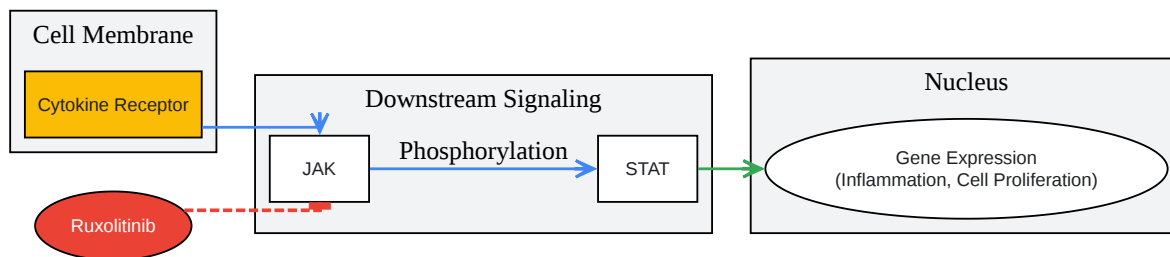 Cell Membrane
Cytokine Receptor
Downstream Signaling
JAK
Phosphorylation
STAT
Nucleus
Gene Expression
(Inflammation, Cell Proliferation)
Ruxolitinib